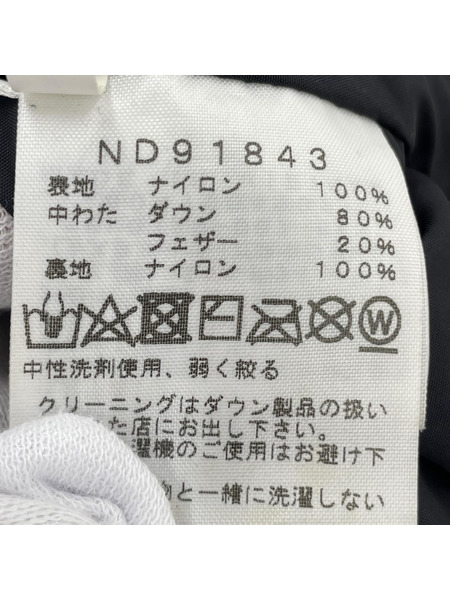 ND91843
表地 ナイロン 100%
中わた ダウン 80%
フェザー 20%
裏地 ナイロン 100%
W
中性洗剤使用、弱く絞る
クリーニングはダウン製品の扱い
た店にお出し下さい。
濯機のご使用はお避け下
物と一緒に洗濯しない